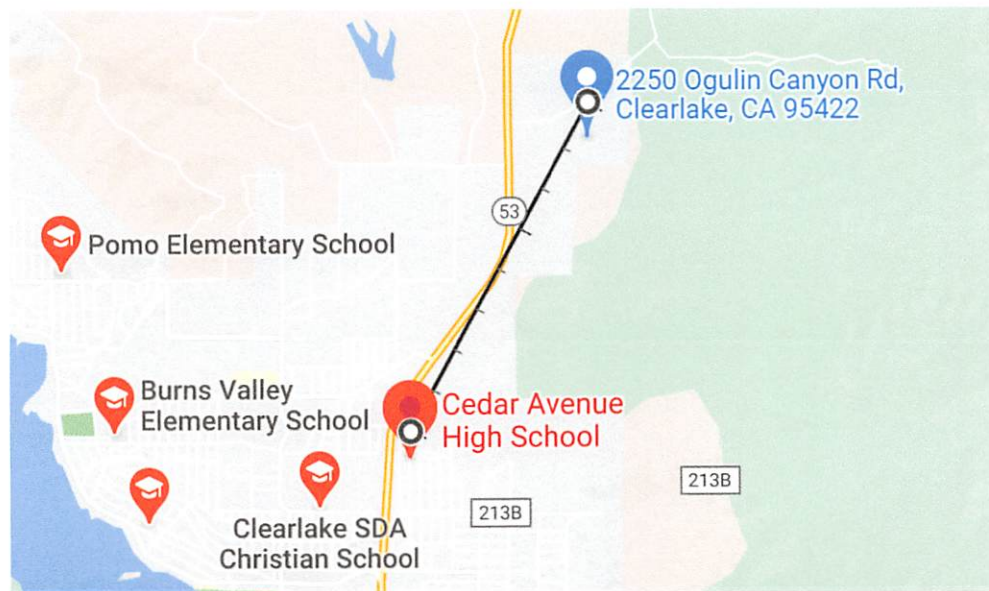 2250 Ogulin Canyon Rd,
Clearlake, CA 95422
53
Pomo Elementary School
Burns Valley
Elementary School
Cedar Avenue
High School
213B
213B
Clearlake SDA
Christian School